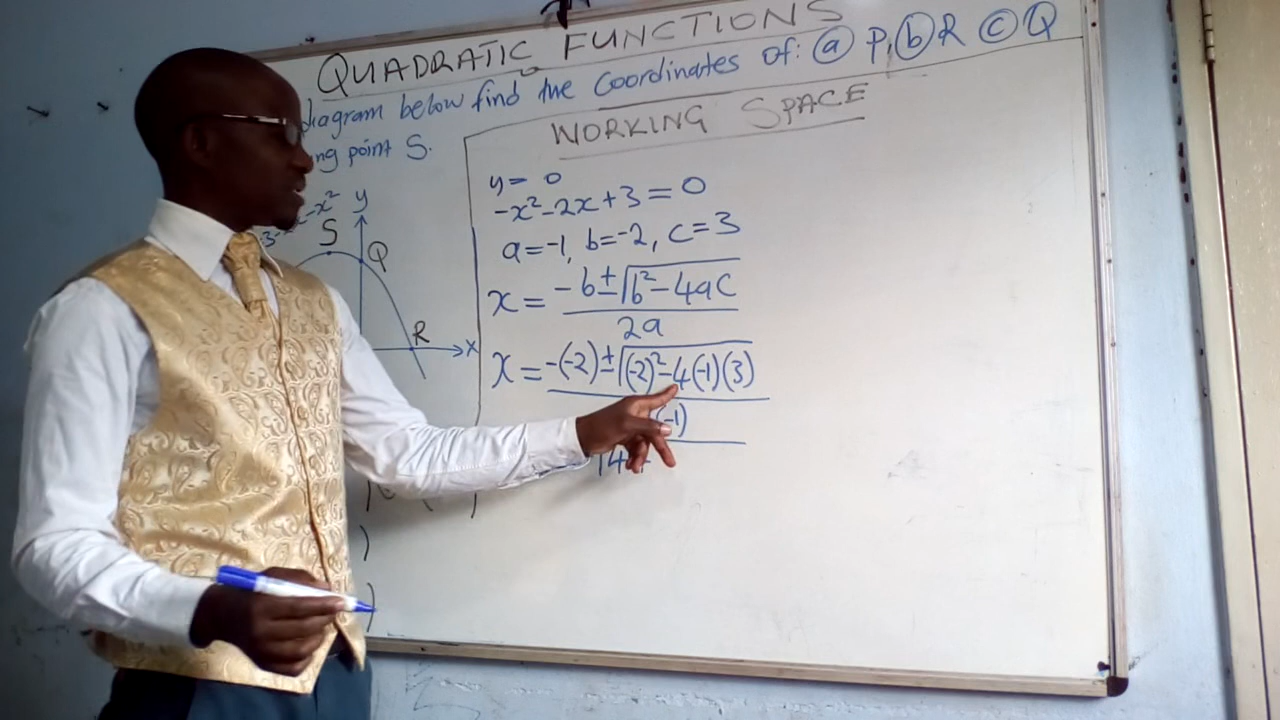 QUADRATIC FUNCTIONS
diagram below find the coordinates of: ⓐ P, ⓑ R ⓒ Q
point S.
WORKING SPACE
y
S
Q
R
x
y = 0
-x²-2x+3=0
a=-1, b=-2, c=3
x = -b±√b²-4ac
2a
x = -(-2)±√(-2)²-4(-1)(3)
(-1)
)
)